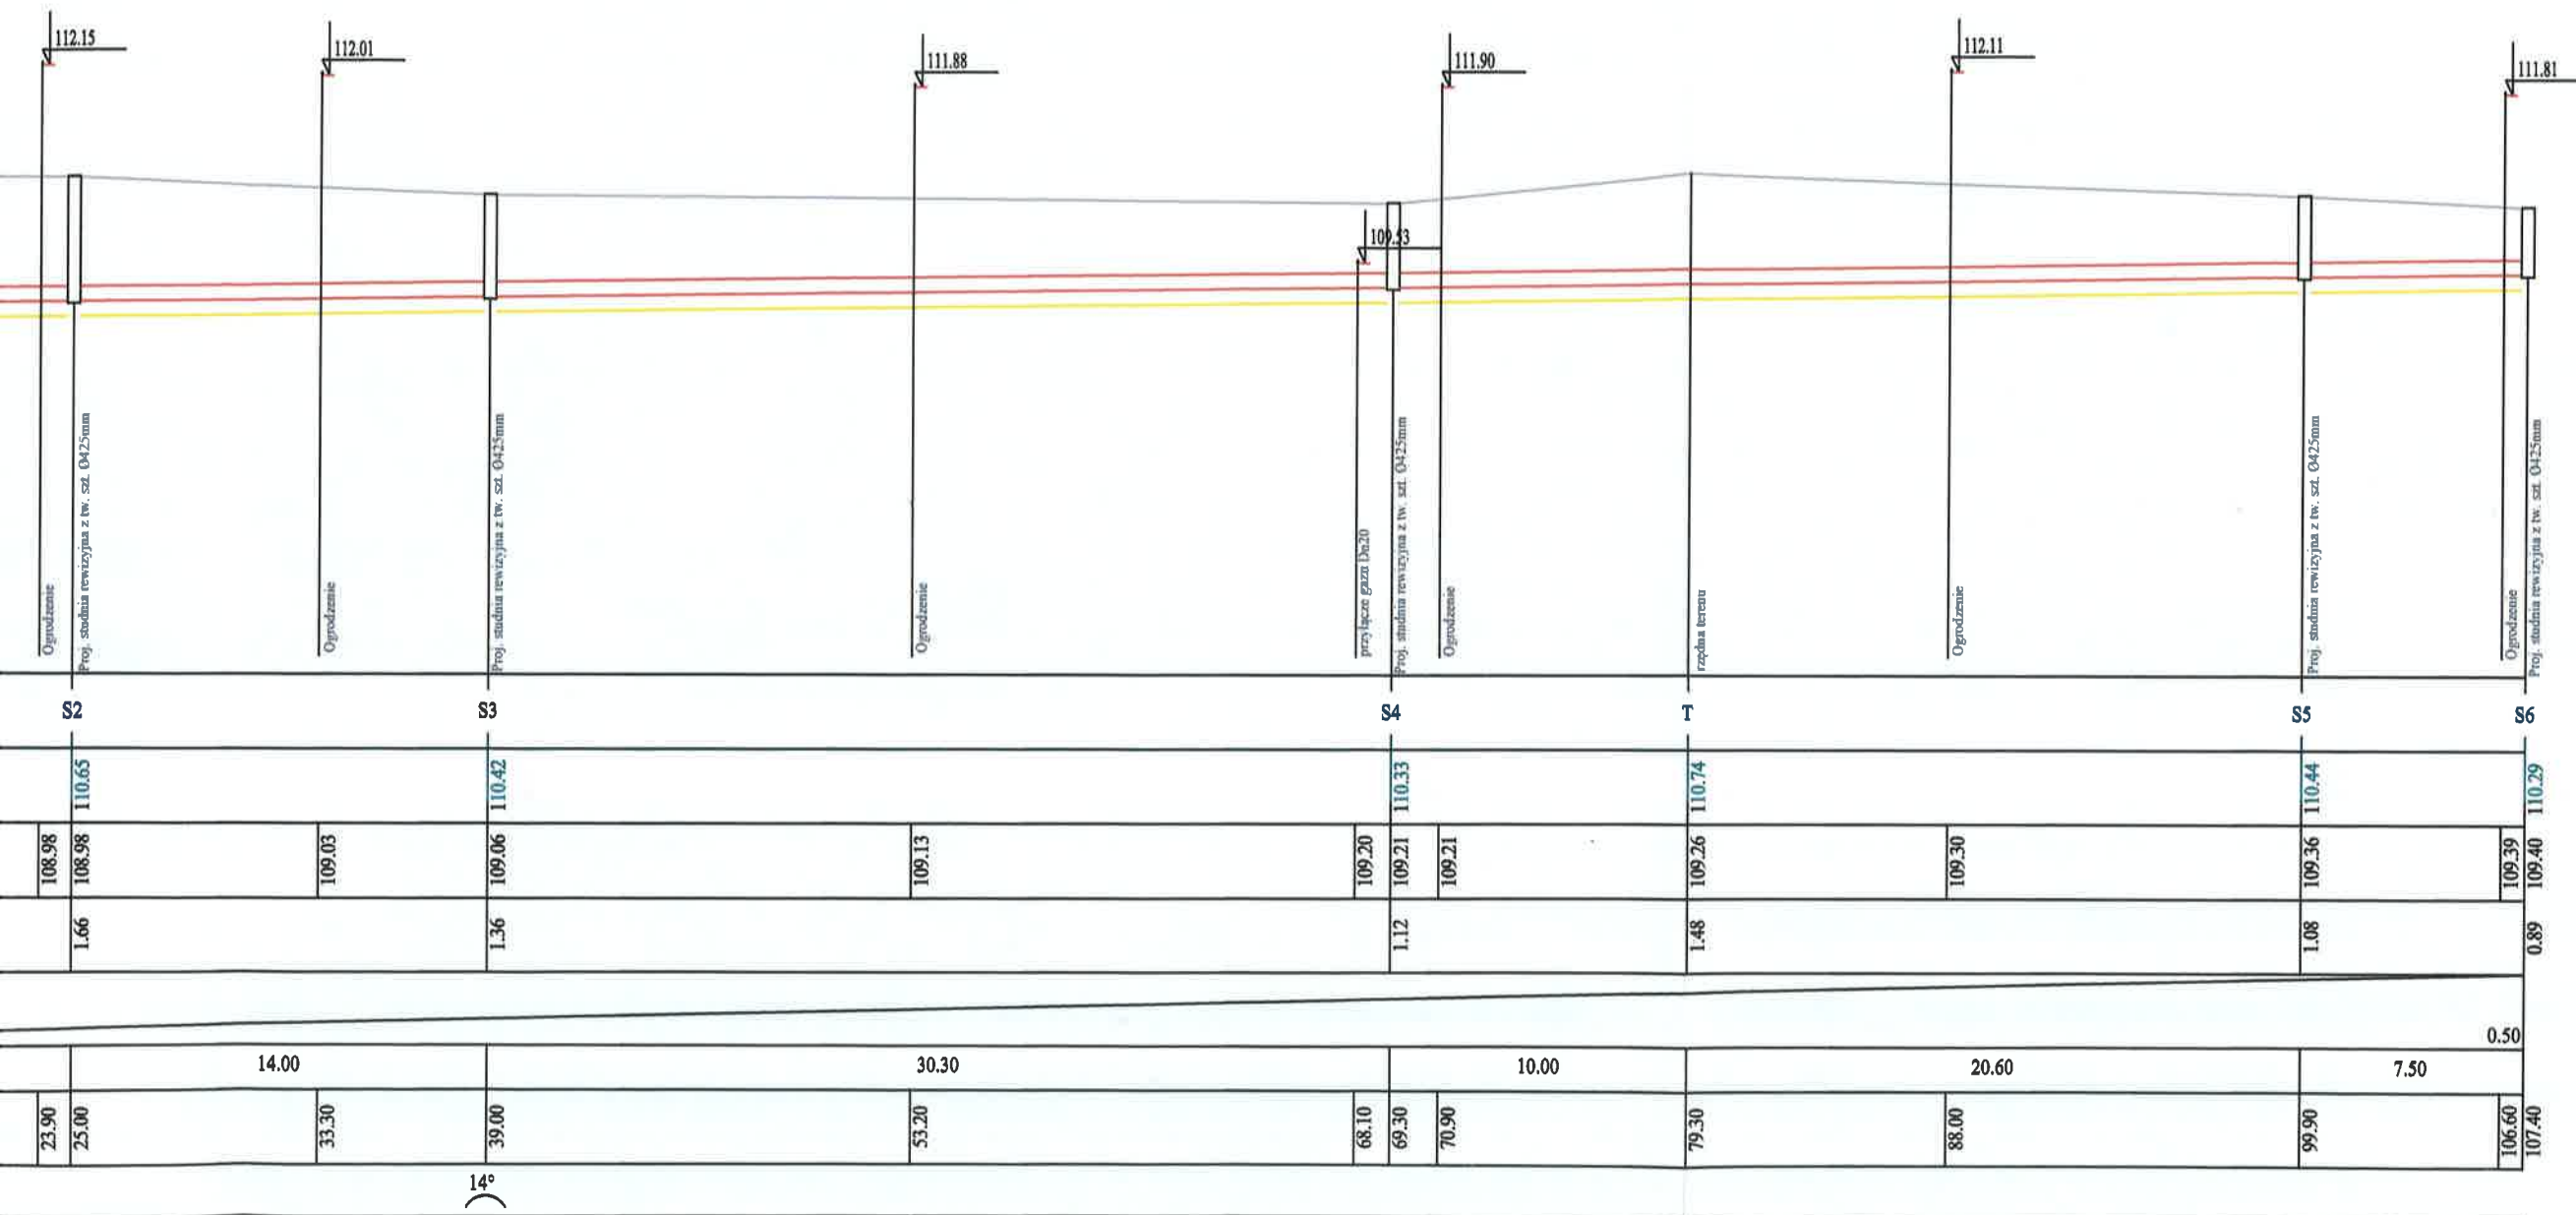 112.15
112.01
111.88
111.90
112.11
111.81
109.53
Ogrodzenie
Proj. studnia rewizyjna z tw. szt. Ø425mm
Ogrodzenie
Proj. studnia rewizyjna z tw. szt. Ø425mm
Ogrodzenie
przyłącze gazu Dn20
Proj. studnia rewizyjna z tw. szt. Ø425mm
Ogrodzenie
rzędna terenu
Ogrodzenie
Proj. studnia rewizyjna z tw. szt. Ø425mm
Ogrodzenie
Proj. studnia rewizyjna z tw. szt. Ø425mm
S2 S3 S4 T S5 S6
110.65 110.42 110.33 110.74 110.44 110.29
108.98 108.98 109.03 109.06 109.13 109.20 109.21 109.21 109.26 109.30 109.36 109.39 109.40
1.66 1.36 1.12 1.48 1.08 0.89
0.50
14.00 30.30 10.00 20.60 7.50
23.90 25.00 33.30 39.00 53.20 68.10 69.30 70.90 79.30 88.00 99.90 106.60 107.40
14°